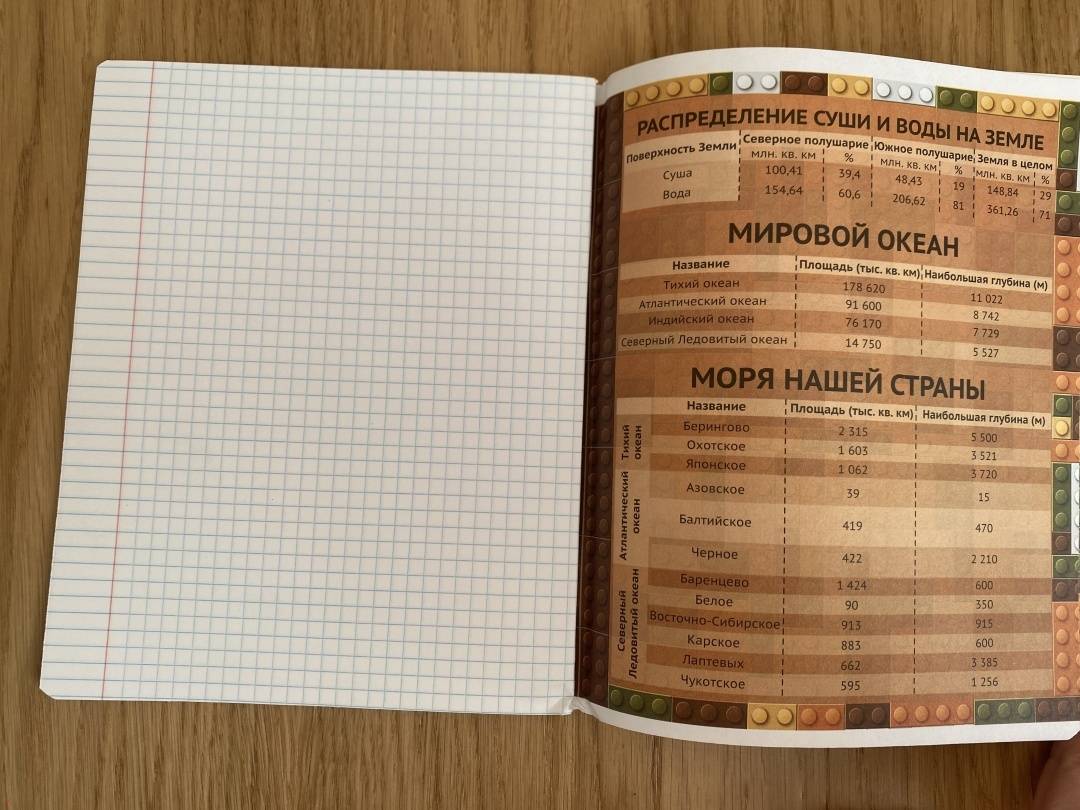 РАСПРЕДЕЛЕНИЕ СУШИ И ВОДЫ НА ЗЕМЛЕ
Поверхность Земли Северное полушарие Южное полушарие Земля в целом
млн. кв. км % млн. кв. км % млн. кв. км %
Суша 100,41 39,4 48,43 19 148,84 29
Вода 154,64 60,6 206,62 81 361,26 71
МИРОВОЙ ОКЕАН
Название Площадь (тыс. кв. км) Наибольшая глубина (м)
Тихий океан 178 620 11 022
Атлантический океан 91 600 8 742
Индийский океан 76 170 7 729
Северный Ледовитый океан 14 750 5 527
МОРЯ НАШЕЙ СТРАНЫ
Название Площадь (тыс. кв. км) Наибольшая глубина (м)
Тихий океан
Берингово 2 315 5 500
Охотское 1 603 3 521
Японское 1 062 3 720
Атлантический океан
Азовское 39 15
Балтийское 419 470
Черное 422 2 210
Северный Ледовитый океан
Баренцево 1 424 600
Белое 90 350
Восточно-Сибирское 913 915
Карское 883 600
Лаптевых 662 3 385
Чукотское 595 1 256